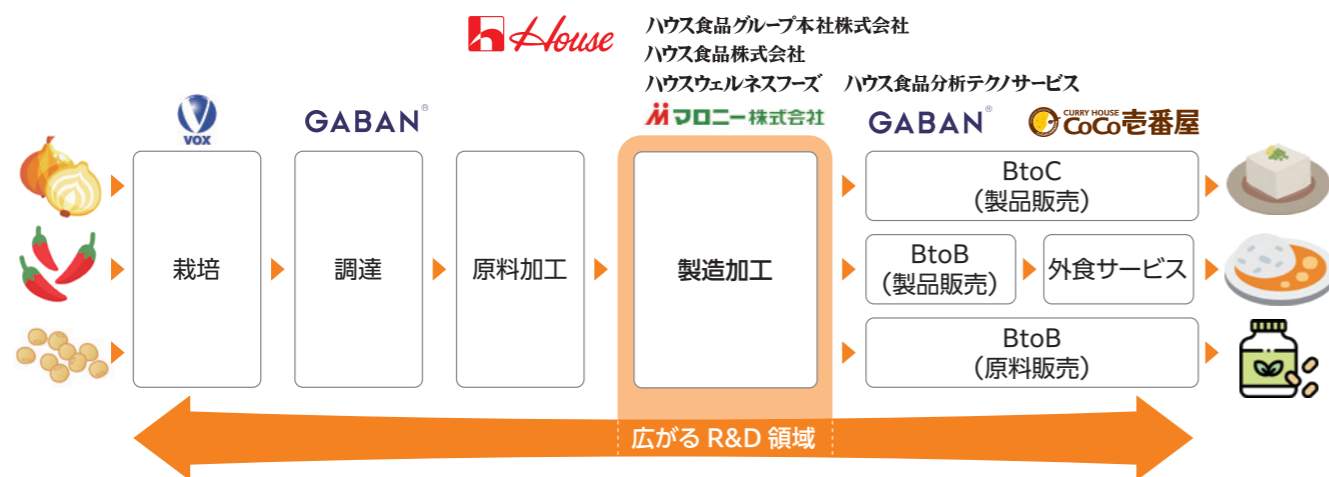 House
ハウス食品グループ本社株式会社
ハウス食品株式会社
ハウスウェルネスフーズ ハウス食品分析テクノサービス
VOX
GABAN®
マロニー株式会社
GABAN®
CURRY HOUSE
CoCo壱番屋
栽培
調達
原料加工
製造加工
BtoC
(製品販売)
BtoB
(製品販売)
外食サービス
BtoB
(原料販売)
広がる R&D 領域